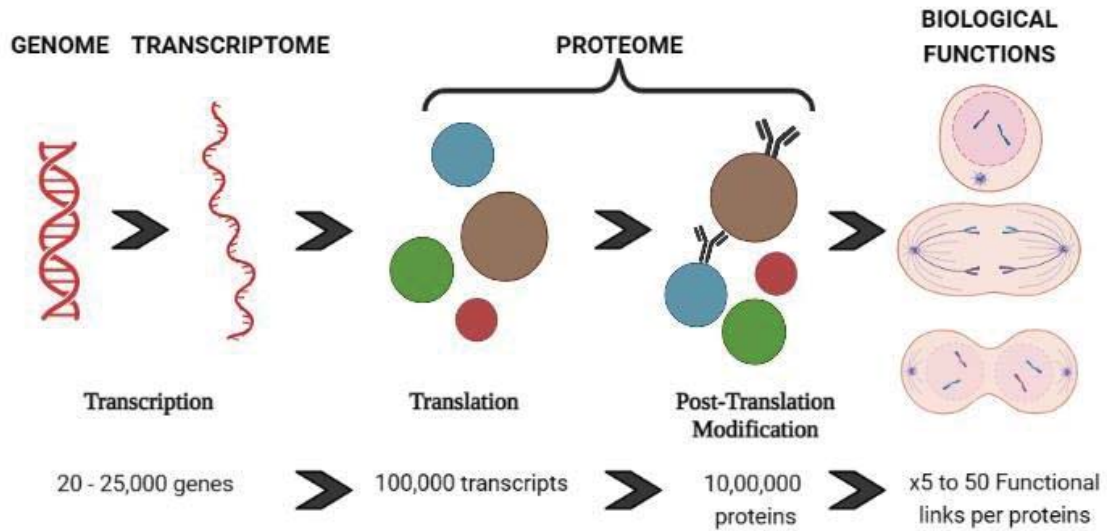 GENOME TRANSCRIPTOME PROTEOME BIOLOGICAL
FUNCTIONS
Transcription Translation Post-Translation
Modification
20 - 25,000 genes 100,000 transcripts 10,00,000
proteins
x5 to 50 Functional
links per proteins